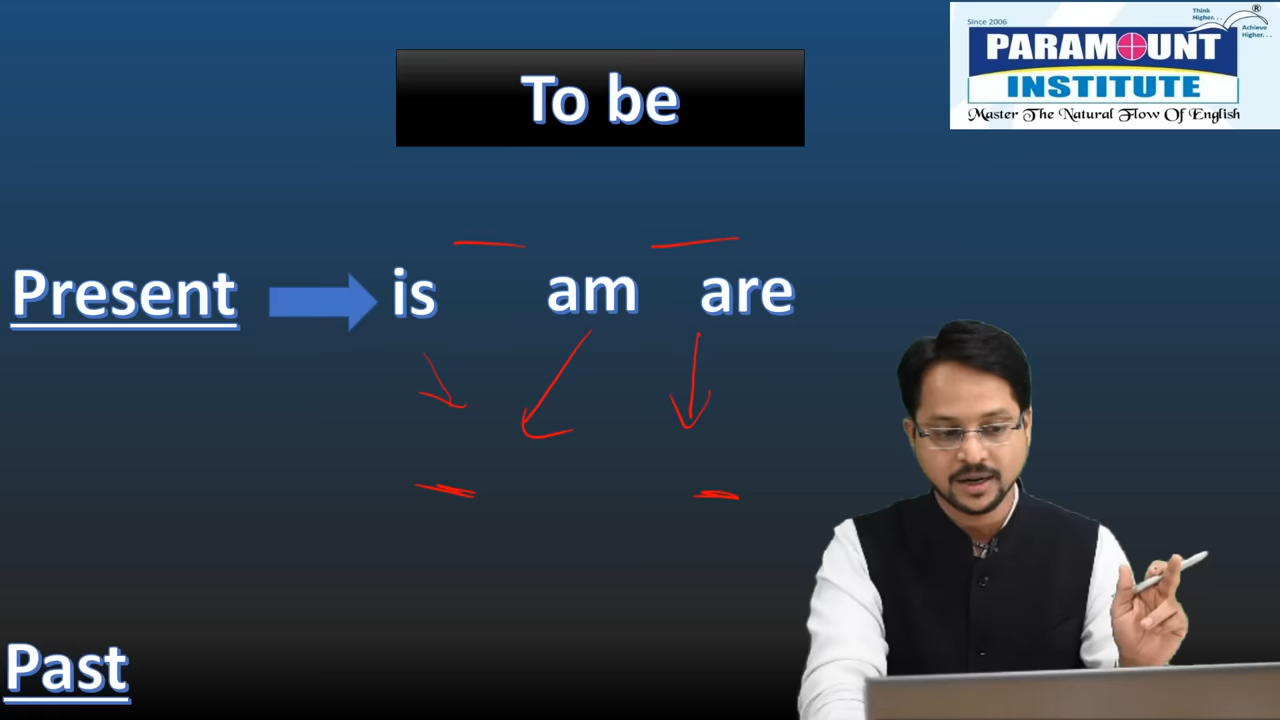 Think
Higher. . .
®
Since 2006
Achieve
Higher. . .
PARAMOUNT
INSTITUTE
Master The Natural Flow Of English
To be
Present is am are
Past